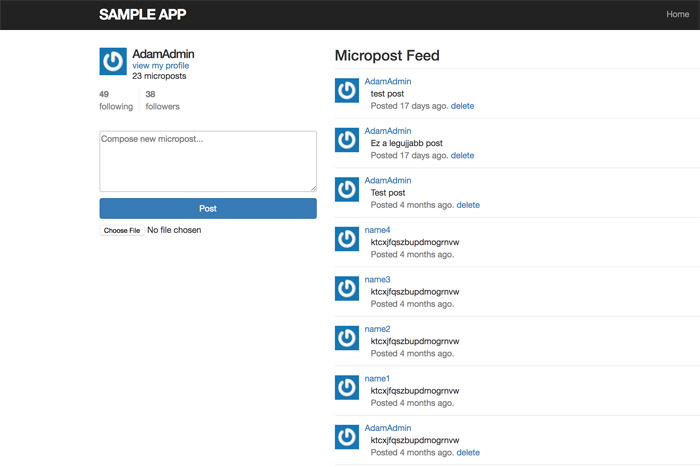 SAMPLE APP
Home
AdamAdmin
view my profile
23 microposts
49
following
38
followers
Compose new micropost...
Post
Choose File No file chosen
Micropost Feed
AdamAdmin
test post
Posted 17 days ago. delete
AdamAdmin
Ez a legujjabb post
Posted 17 days ago. delete
AdamAdmin
Test post
Posted 4 months ago. delete
name4
ktcxjfqszbupdmogrnvw
Posted 4 months ago.
name3
ktcxjfqszbupdmogrnvw
Posted 4 months ago.
name2
ktcxjfqszbupdmogrnvw
Posted 4 months ago.
name1
ktcxjfqszbupdmogrnvw
Posted 4 months ago.
AdamAdmin
ktcxjfqszbupdmogrnvw
Posted 4 months ago. delete